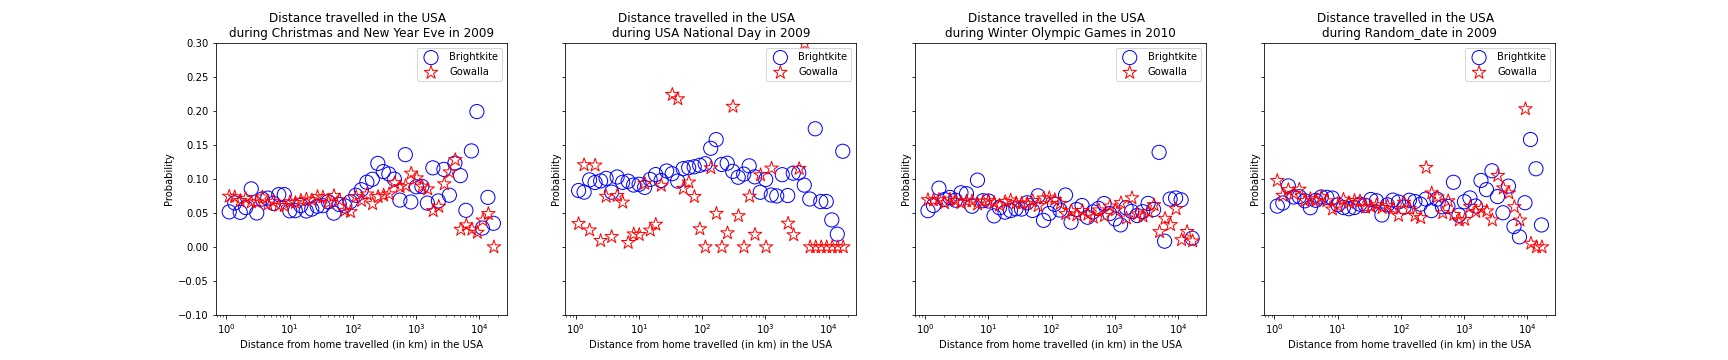 Distance travelled in the USA
during Christmas and New Year Eve in 2009
Brightkite
Gowalla
0.30
0.25
0.20
0.15
0.10
0.05
0.00
−0.05
−0.10
Probability
10⁰ 10¹ 10² 10³ 10⁴
Distance from home travelled (in km) in the USA
Distance travelled in the USA
during USA National Day in 2009
Brightkite
Gowalla
Probability
10⁰ 10¹ 10² 10³ 10⁴
Distance from home travelled (in km) in the USA
Distance travelled in the USA
during Winter Olympic Games in 2010
Brightkite
Gowalla
Probability
10⁰ 10¹ 10² 10³ 10⁴
Distance from home travelled (in km) in the USA
Distance travelled in the USA
during Random_date in 2009
Brightkite
Gowalla
Probability
10⁰ 10¹ 10² 10³ 10⁴
Distance from home travelled (in km) in the USA